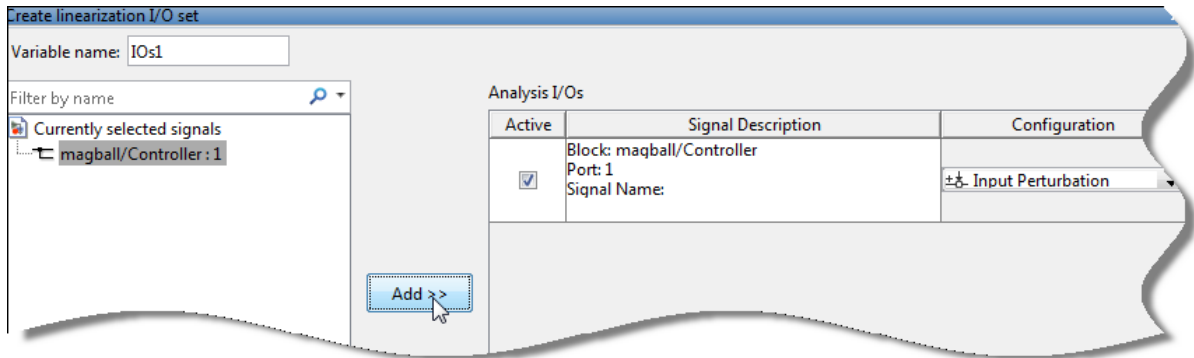 Create linearization I/O set
Variable name: IOs1
Filter by name
Currently selected signals
magball/Controller : 1
Add >>
Analysis I/Os
Active Signal Description Configuration
Block: magball/Controller
Port: 1
Signal Name:
Input Perturbation